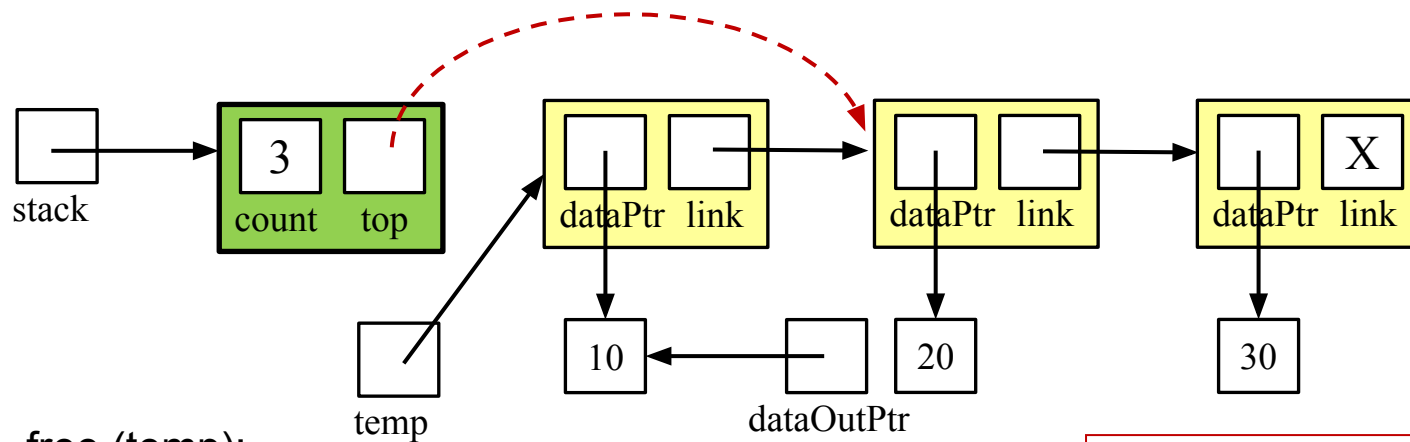 3 X
stack count top dataPtr link dataPtr link dataPtr link
10 20 30
temp dataOutPtr
free (temp);